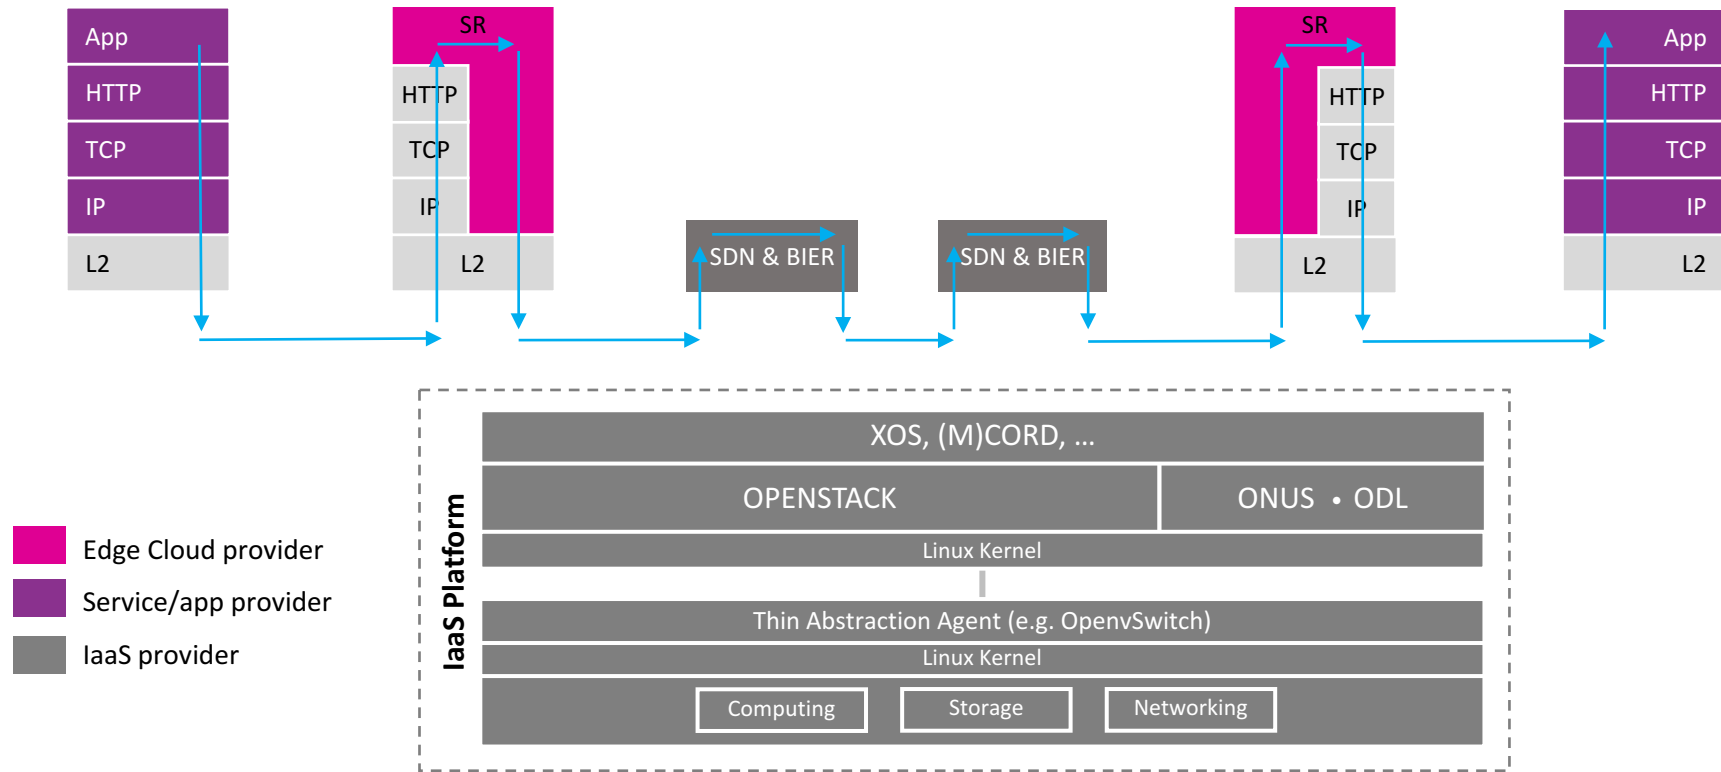 App
HTTP
TCP
IP
L2
SR
HTTP
TCP
IP
L2
SDN & BIER
SDN & BIER
SR
HTTP
TCP
IP
L2
App
HTTP
TCP
IP
L2
Edge Cloud provider
Service/app provider
IaaS provider
IaaS Platform
XOS, (M)CORD, ...
OPENSTACK
ONUS • ODL
Linux Kernel
Thin Abstraction Agent (e.g. OpenvSwitch)
Linux Kernel
Computing
Storage
Networking